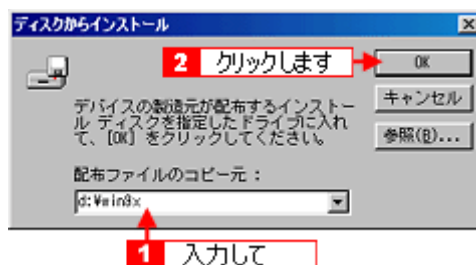 ディスクからインストール
2 クリックします
OK
キャンセル
参照(R)...
デバイスの製造元が配布するインストー
ル ディスクを指定したドライブに入れ
て、[OK] をクリックしてください。
配布ファイルのコピー元：
d:¥win9x
1 入力して